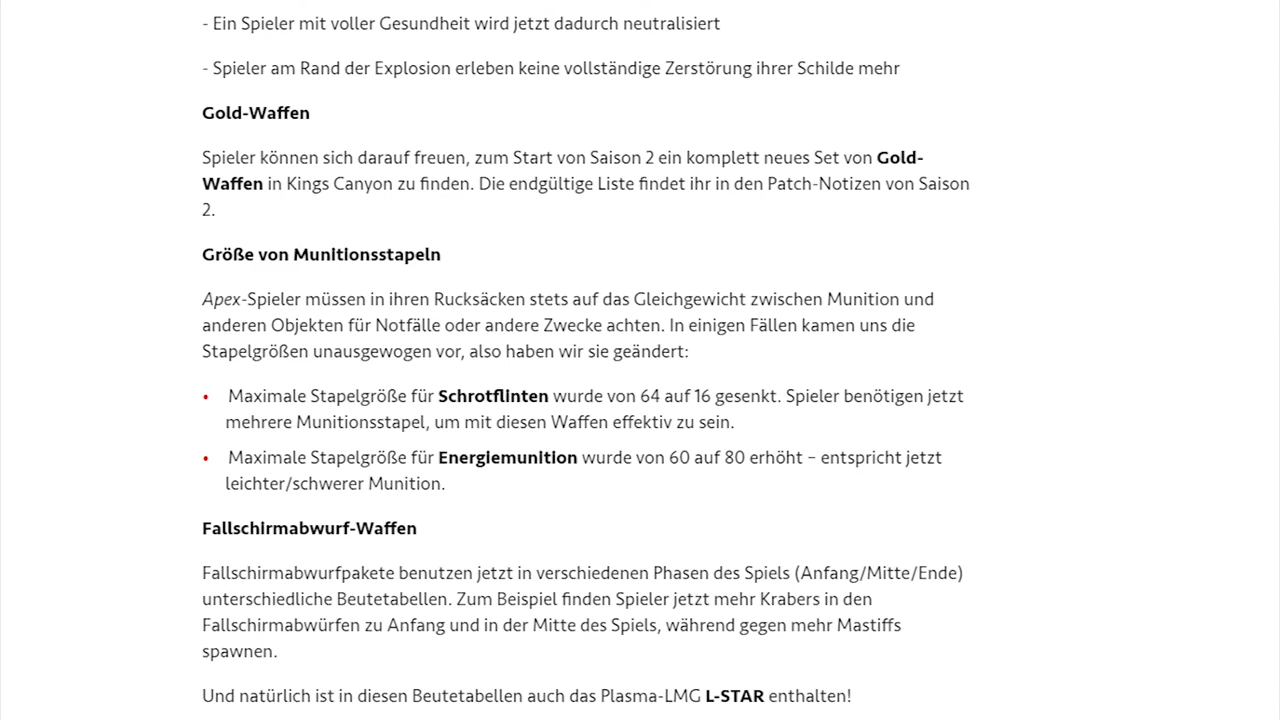 - Ein Spieler mit voller Gesundheit wird jetzt dadurch neutralisiert
- Spieler am Rand der Explosion erleben keine vollständige Zerstörung ihrer Schilde mehr
Gold-Waffen
Spieler können sich darauf freuen, zum Start von Saison 2 ein komplett neues Set von Gold-
Waffen in Kings Canyon zu finden. Die endgültige Liste findet ihr in den Patch-Notizen von Saison
2.
Größe von Munitionsstapeln
Apex-Spieler müssen in ihren Rucksäcken stets auf das Gleichgewicht zwischen Munition und
anderen Objekten für Notfälle oder andere Zwecke achten. In einigen Fällen kamen uns die
Stapelgrößen unausgewogen vor, also haben wir sie geändert:
• Maximale Stapelgröße für Schrotflinten wurde von 64 auf 16 gesenkt. Spieler benötigen jetzt
mehrere Munitionsstapel, um mit diesen Waffen effektiv zu sein.
• Maximale Stapelgröße für Energiemunition wurde von 60 auf 80 erhöht – entspricht jetzt
leichter/schwerer Munition.
Fallschirmabwurf-Waffen
Fallschirmabwurfpakete benutzen jetzt in verschiedenen Phasen des Spiels (Anfang/Mitte/Ende)
unterschiedliche Beutetabellen. Zum Beispiel finden Spieler jetzt mehr Krabers in den
Fallschirmabwürfen zu Anfang und in der Mitte des Spiels, während gegen mehr Mastiffs
spawnen.
Und natürlich ist in diesen Beutetabellen auch das Plasma-LMG L-STAR enthalten!